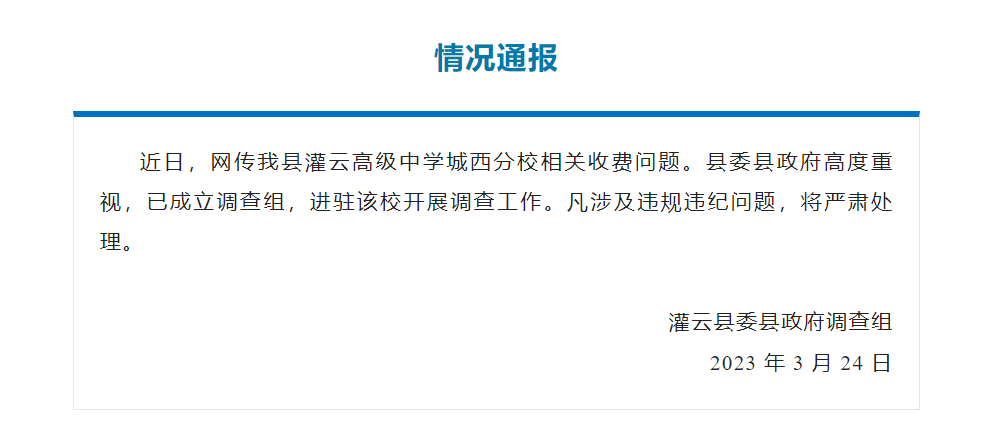 情况通报
近日，网传我县灌云高级中学城西分校相关收费问题。县委县政府高度重
视，已成立调查组，进驻该校开展调查工作。凡涉及违规违纪问题，将严肃处
理。
灌云县委县政府调查组
2023 年 3 月 24 日